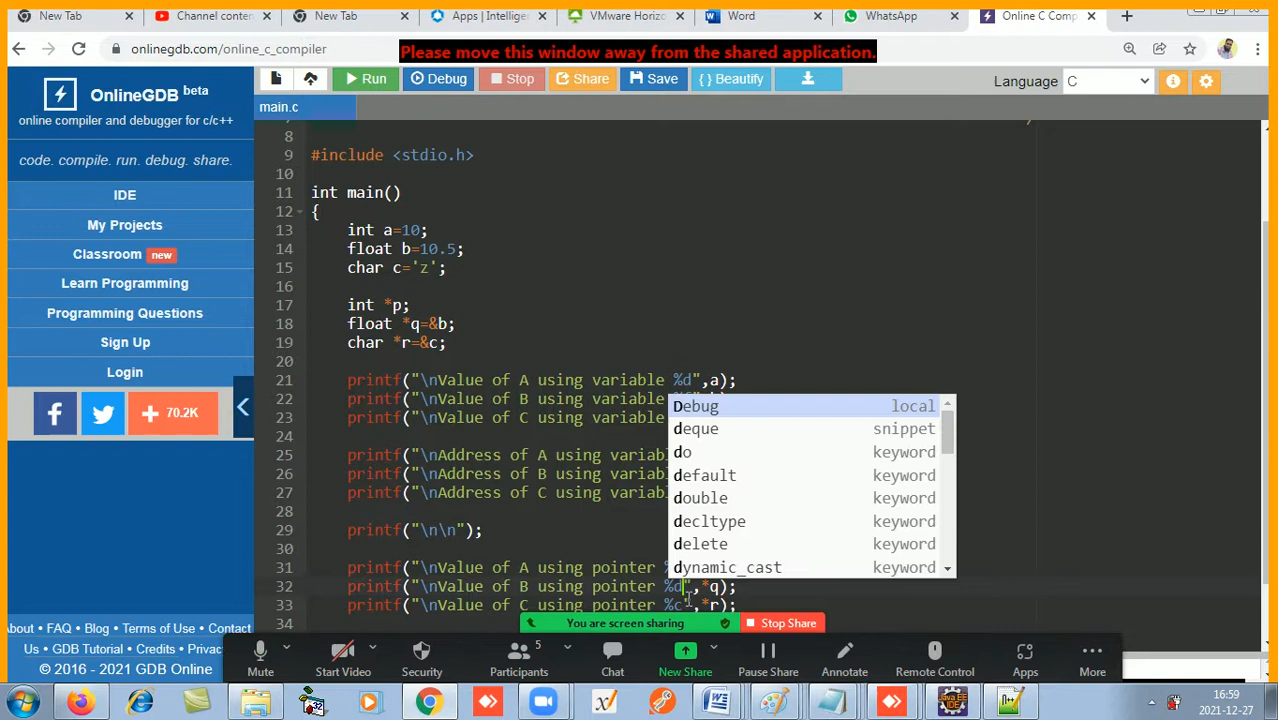 New Tab
Channel conten
New Tab
Apps | Intelliger
VMware Horizo
Word
WhatsApp
Online C Comp
onlinegdb.com/online_c_compiler
Please move this window away from the shared application.
OnlineGDB beta
online compiler and debugger for c/c++
code. compile. run. debug. share.
IDE
My Projects
Classroom new
Learn Programming
Programming Questions
Sign Up
Login
70.2K
About • FAQ • Blog • Terms of Use • Contact
Us • GDB Tutorial • Credits • Privac
© 2016 - 2021 GDB Online
Run
Debug
Stop
Share
Save
{ } Beautify
Language C
main.c
8
9 #include <stdio.h>
10
11 int main()
12 {
13 int a=10;
14 float b=10.5;
15 char c='z';
16
17 int *p;
18 float *q=&b;
19 char *r=&c;
20
21 printf("\nValue of A using variable %d",a);
22 printf("\nValue of B using variable
23 printf("\nValue of C using variable
24
25 printf("\nAddress of A using variabl
26 printf("\nAddress of B using variabl
27 printf("\nAddress of C using variabl
28
29 printf("\n\n");
30
31 printf("\nValue of A using pointer
32 printf("\nValue of B using pointer %d",*q);
33 printf("\nValue of C using pointer %c",*r);
34
Debug local
deque snippet
do keyword
default keyword
double keyword
decltype keyword
delete keyword
dynamic_cast keyword
You are screen sharing
Stop Share
Mute
Start Video
Security
5
Participants
Chat
New Share
Pause Share
Annotate
Remote Control
Apps
More
16:59
2021-12-27